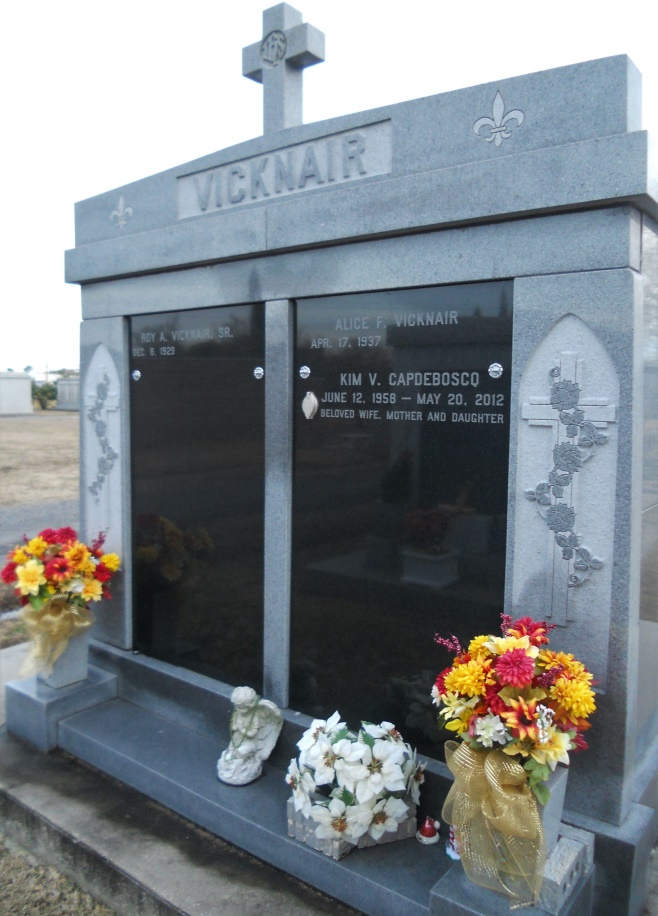 VICKNAIR
ROY A. VICKNAIR, SR.
DEC. 8, 1929
ALICE F. VICKNAIR
APR. 17, 1937
KIM V. CAPDEBOSCQ
JUNE 12, 1958 — MAY 20, 2012
BELOVED WIFE, MOTHER AND DAUGHTER